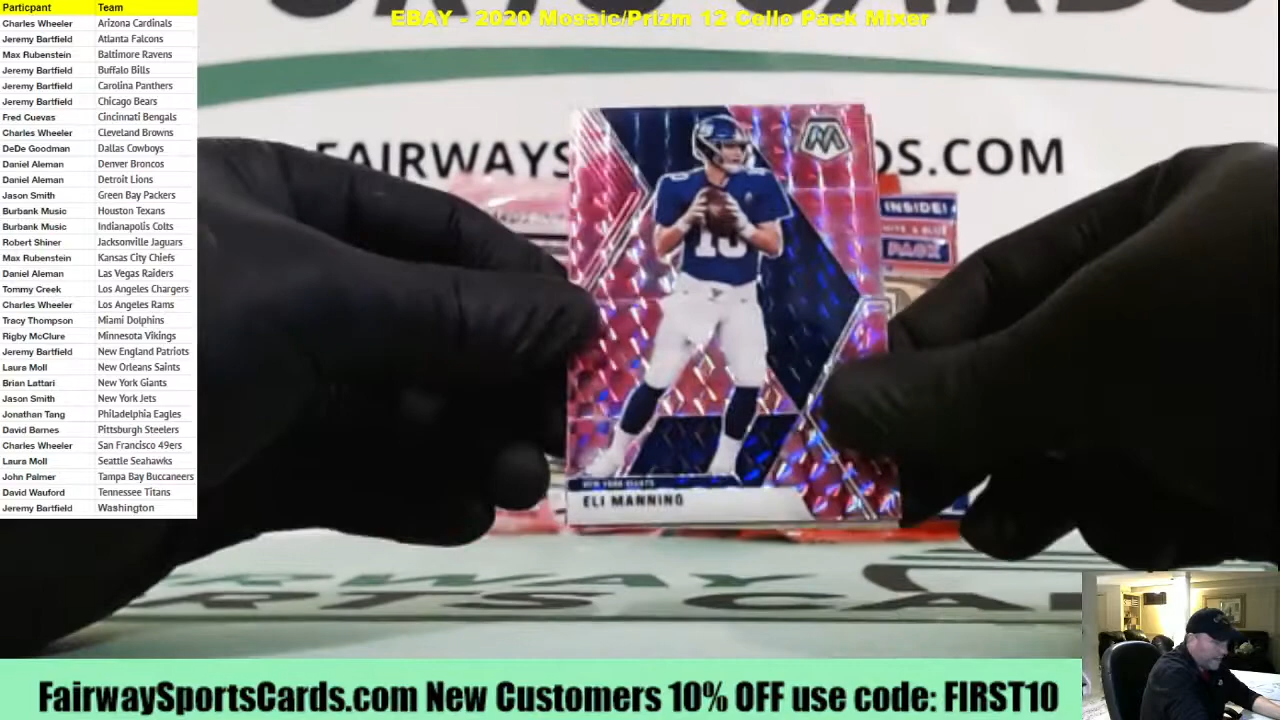 Particpant Team
Charles Wheeler Arizona Cardinals
Jeremy Bartfield Atlanta Falcons
Max Rubenstein Baltimore Ravens
Jeremy Bartfield Buffalo Bills
Jeremy Bartfield Carolina Panthers
Jeremy Bartfield Chicago Bears
Fred Cuevas Cincinnati Bengals
Charles Wheeler Cleveland Browns
DeDe Goodman Dallas Cowboys
Daniel Aleman Denver Broncos
Daniel Aleman Detroit Lions
Jason Smith Green Bay Packers
Burbank Music Houston Texans
Burbank Music Indianapolis Colts
Robert Shiner Jacksonville Jaguars
Max Rubenstein Kansas City Chiefs
Daniel Aleman Las Vegas Raiders
Tommy Creek Los Angeles Chargers
Charles Wheeler Los Angeles Rams
Tracy Thompson Miami Dolphins
Rigby McClure Minnesota Vikings
Jeremy Bartfield New England Patriots
Laura Moll New Orleans Saints
Brian Lattari New York Giants
Jason Smith New York Jets
Jonathan Tang Philadelphia Eagles
David Barnes Pittsburgh Steelers
Charles Wheeler San Francisco 49ers
Laura Moll Seattle Seahawks
John Palmer Tampa Bay Buccaneers
David Wauford Tennessee Titans
Jeremy Bartfield Washington
EBAY - 2020 Mosaic/Prizm 12 Cello Pack Mixer
FAIRWAYS DS.COM
INSIDE!
PACK
10
NEW YORK GIANTS
ELI MANNING
FairwaySportsCards.com New Customers 10% OFF use code: FIRST10